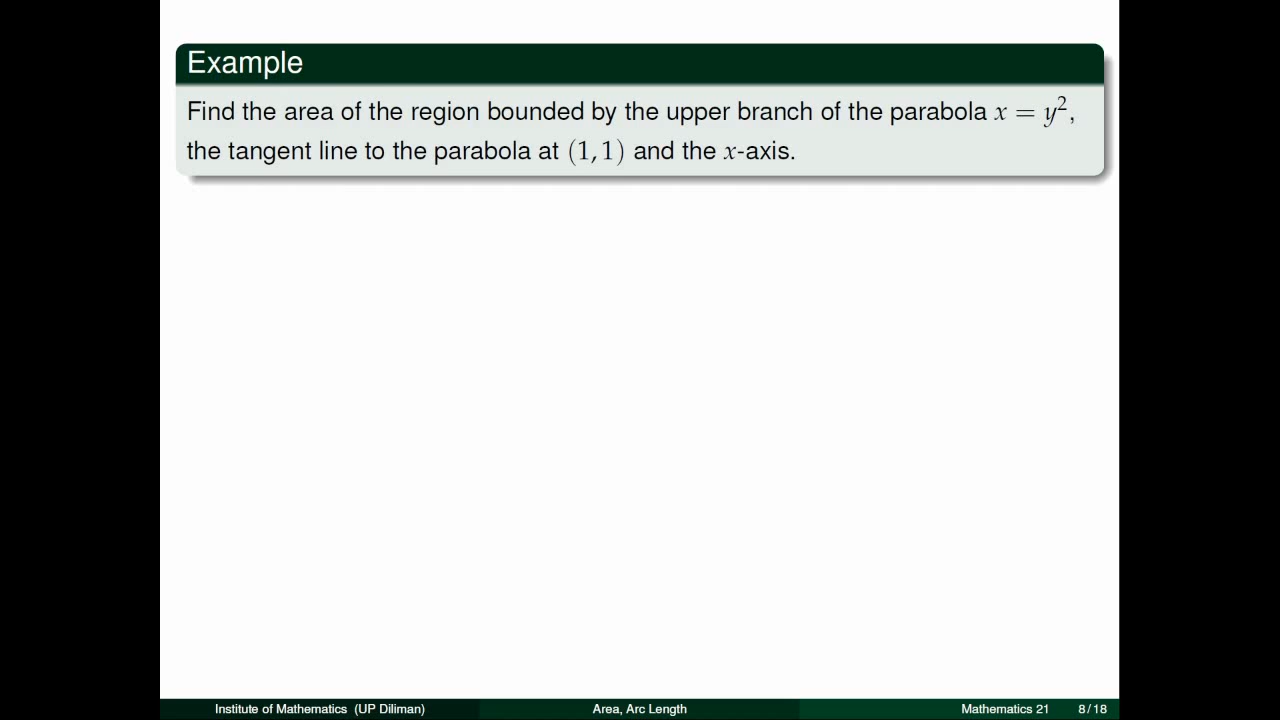 Example
Find the area of the region bounded by the upper branch of the parabola x = y²,
the tangent line to the parabola at (1, 1) and the x-axis.
Institute of Mathematics (UP Diliman) Area, Arc Length Mathematics 21 8 / 18